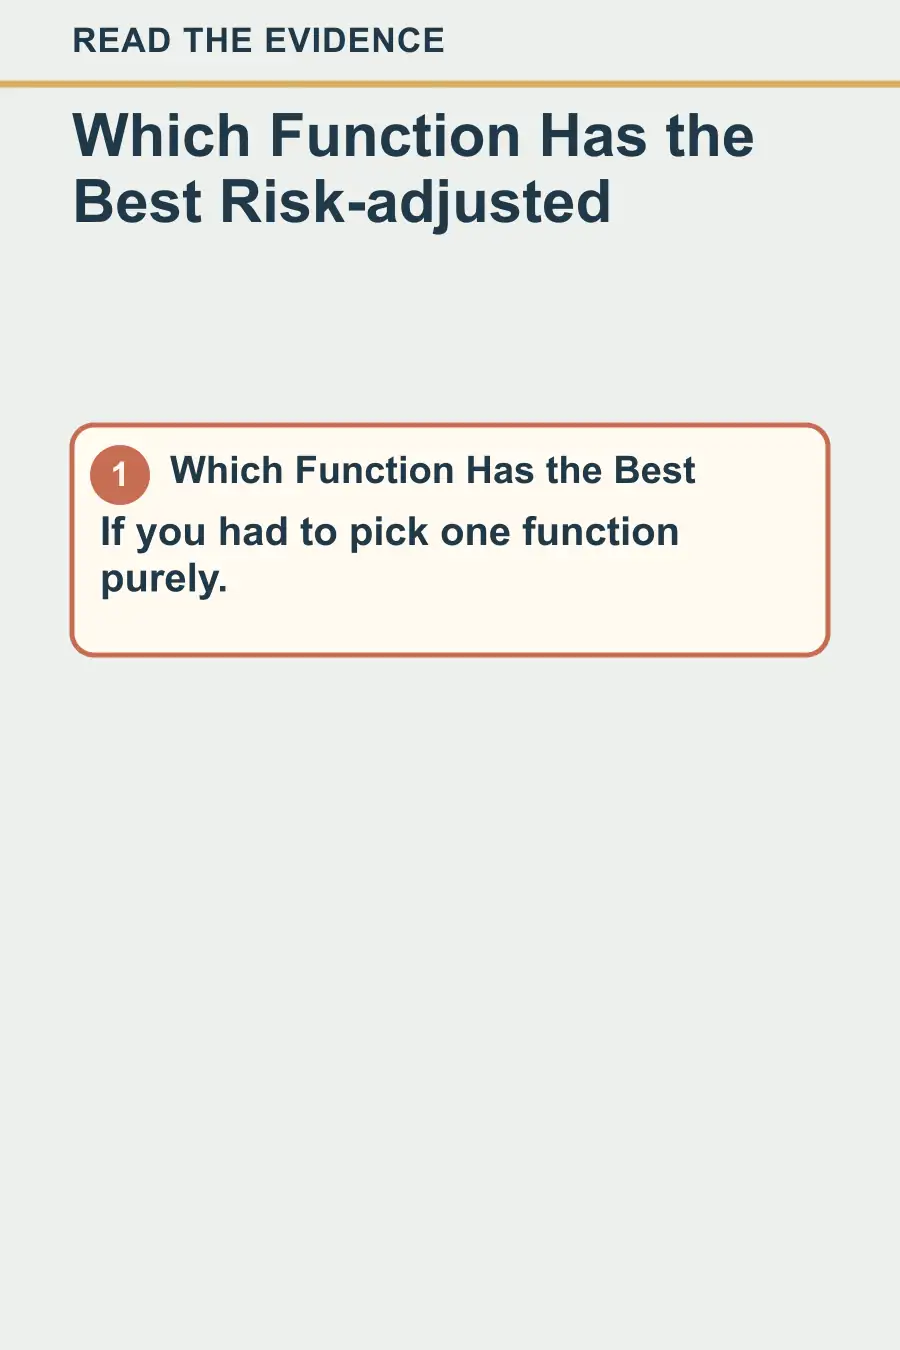 READ THE EVIDENCE
Which Function Has the
Best Risk-adjusted
1 Which Function Has the Best
If you had to pick one function
purely.